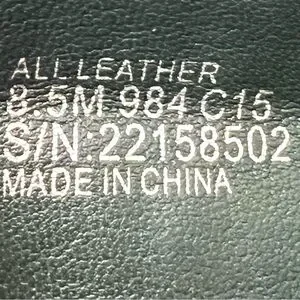 ALL LEATHER
8.5M 984 C15
S/N:22158502
MADE IN CHINA